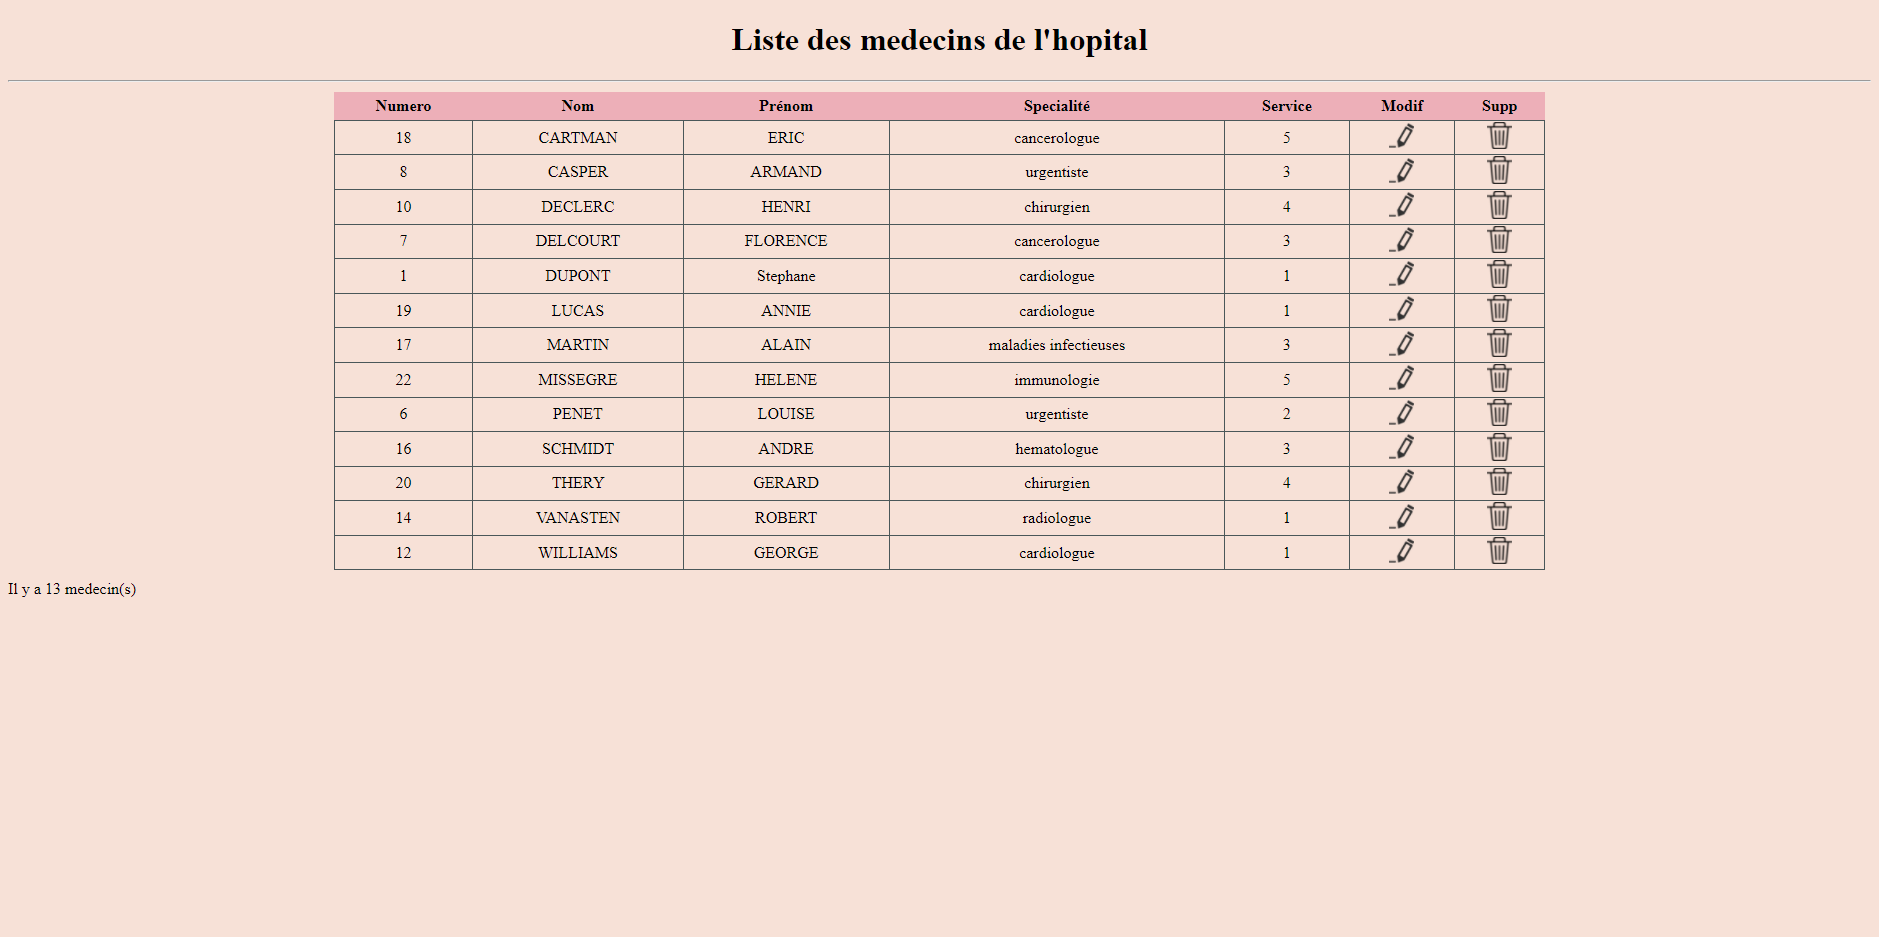 Liste des medecins de l'hopital
Numero Nom Prénom Specialité Service Modif Supp
18 CARTMAN ERIC cancerologue 5
8 CASPER ARMAND urgentiste 3
10 DECLERC HENRI chirurgien 4
7 DELCOURT FLORENCE cancerologue 3
1 DUPONT Stephane cardiologue 1
19 LUCAS ANNIE cardiologue 1
17 MARTIN ALAIN maladies infectieuses 3
22 MISSEGRE HELENE immunologie 5
6 PENET LOUISE urgentiste 2
16 SCHMIDT ANDRE hematologue 3
20 THERY GERARD chirurgien 4
14 VANASTEN ROBERT radiologue 1
12 WILLIAMS GEORGE cardiologue 1
Il y a 13 medecin(s)